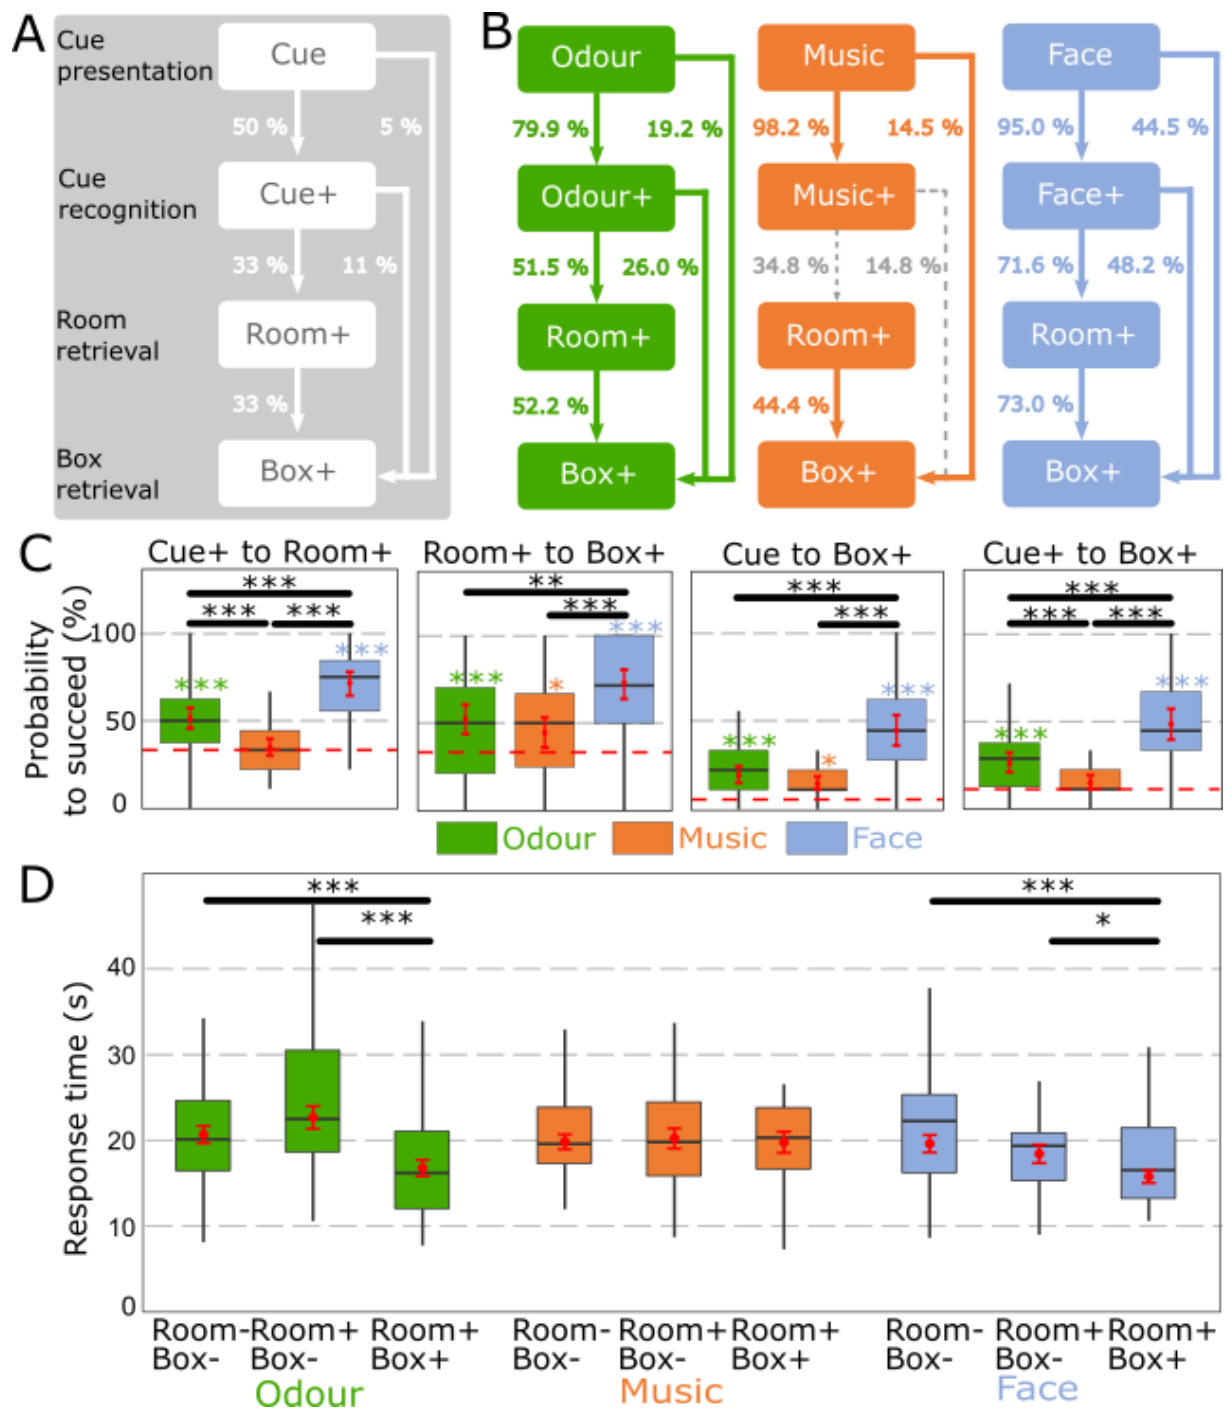 A
Cue
presentation
Cue
50 %
5 %
Cue
recognition
Cue+
33 %
11 %
Room
retrieval
Room+
33 %
Box
retrieval
Box+
B
Odour
79.9 %
19.2 %
Odour+
51.5 %
26.0 %
Room+
52.2 %
Box+
Music
98.2 %
14.5 %
Music+
34.8 %
14.8 %
Room+
44.4 %
Box+
Face
95.0 %
44.5 %
Face+
71.6 %
48.2 %
Room+
73.0 %
Box+
C
Probability
to succeed (%)
100
50
0
Cue+ to Room+
***
***
***
***
***
Room+ to Box+
**
***
***
*
***
Cue to Box+
***
***
***
*
***
Cue+ to Box+
***
***
***
***
***
Odour
Music
Face
D
Response time (s)
40
30
20
10
0
***
***
***
*
Room-
Box-
Room+
Box-
Room+
Box+
Odour
Room-
Box-
Room+
Box-
Room+
Box+
Music
Room-
Box-
Room+
Box-
Room+
Box+
Face